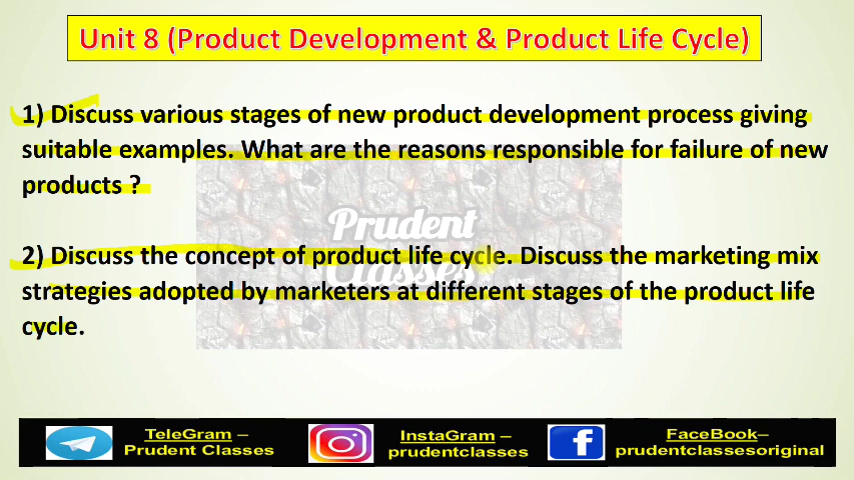 Unit 8 (Product Development & Product Life Cycle)
1) Discuss various stages of new product development process giving
suitable examples. What are the reasons responsible for failure of new
products ?
Prudent
Classes
2) Discuss the concept of product life cycle. Discuss the marketing mix
strategies adopted by marketers at different stages of the product life
cycle.
TeleGram –
Prudent Classes
InstaGram –
prudentclasses
FaceBook–
prudentclassesoriginal